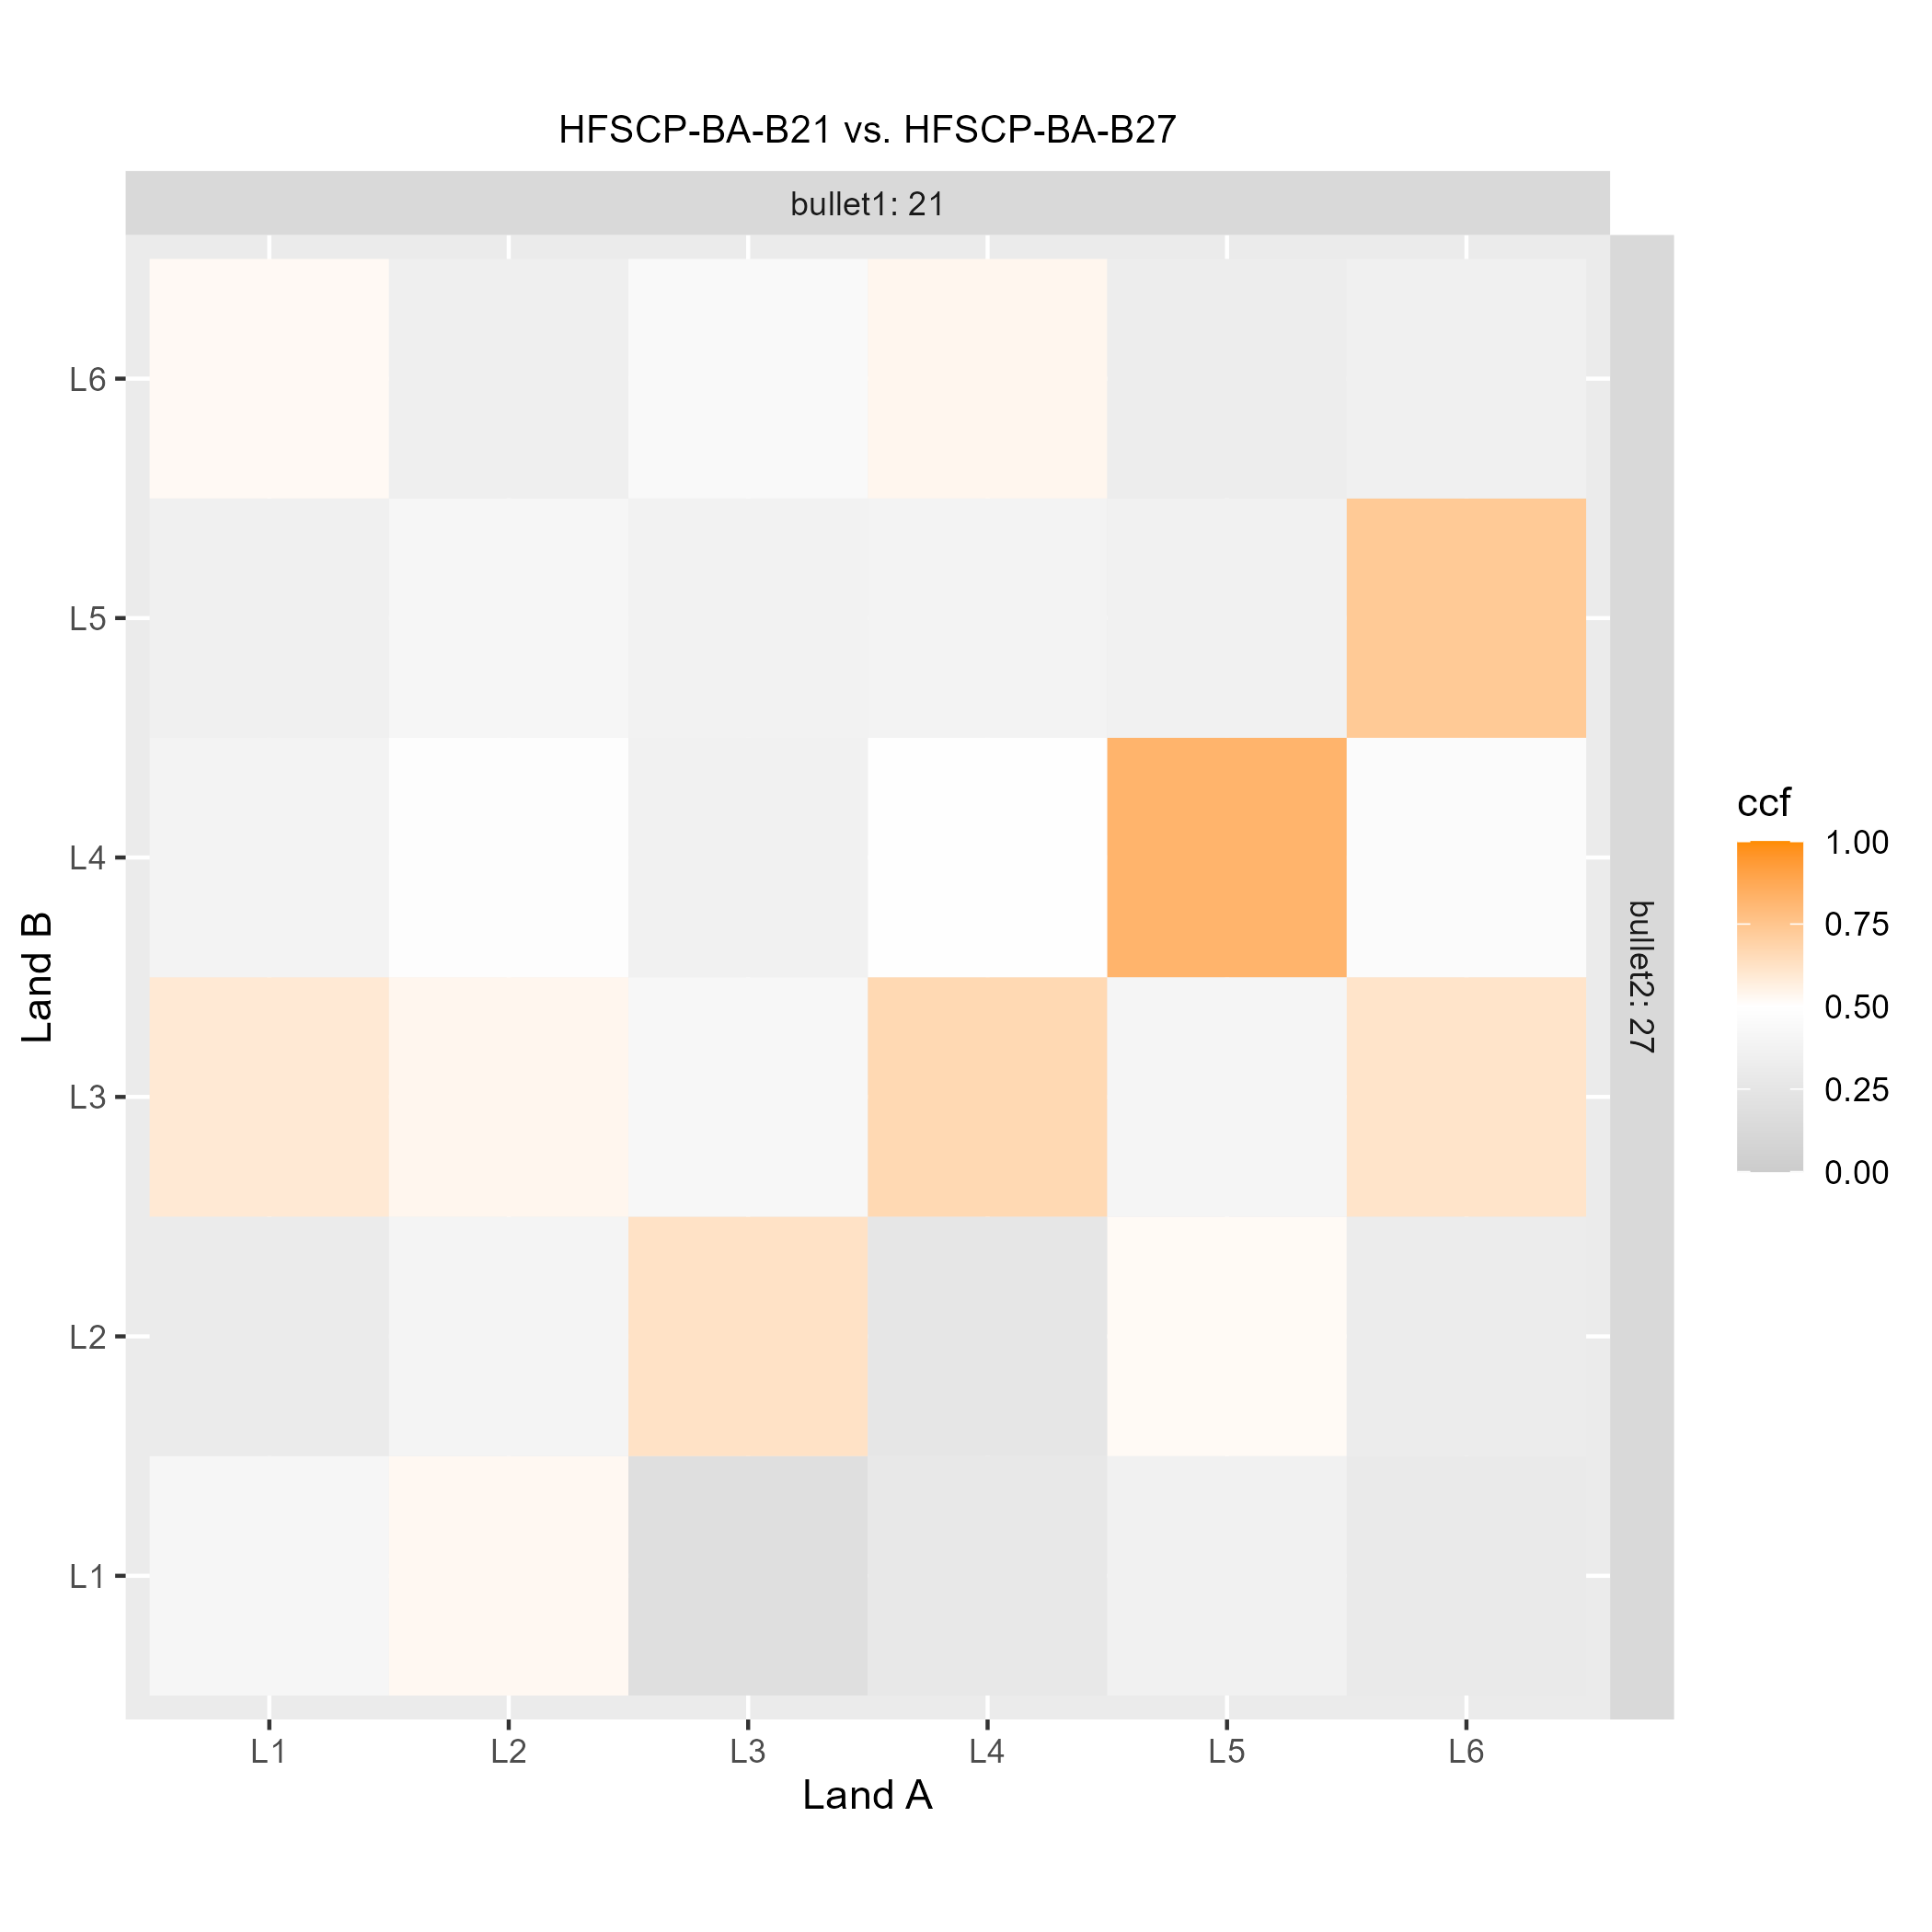 HFSCP-BA-B21 vs. HFSCP-BA-B27
bullet1: 21
L6
L5
L4
L3
L2
L1
Land B
bullet2: 27
ccf
1.00
0.75
0.50
0.25
0.00
L1 L2 L3 L4 L5 L6
Land A